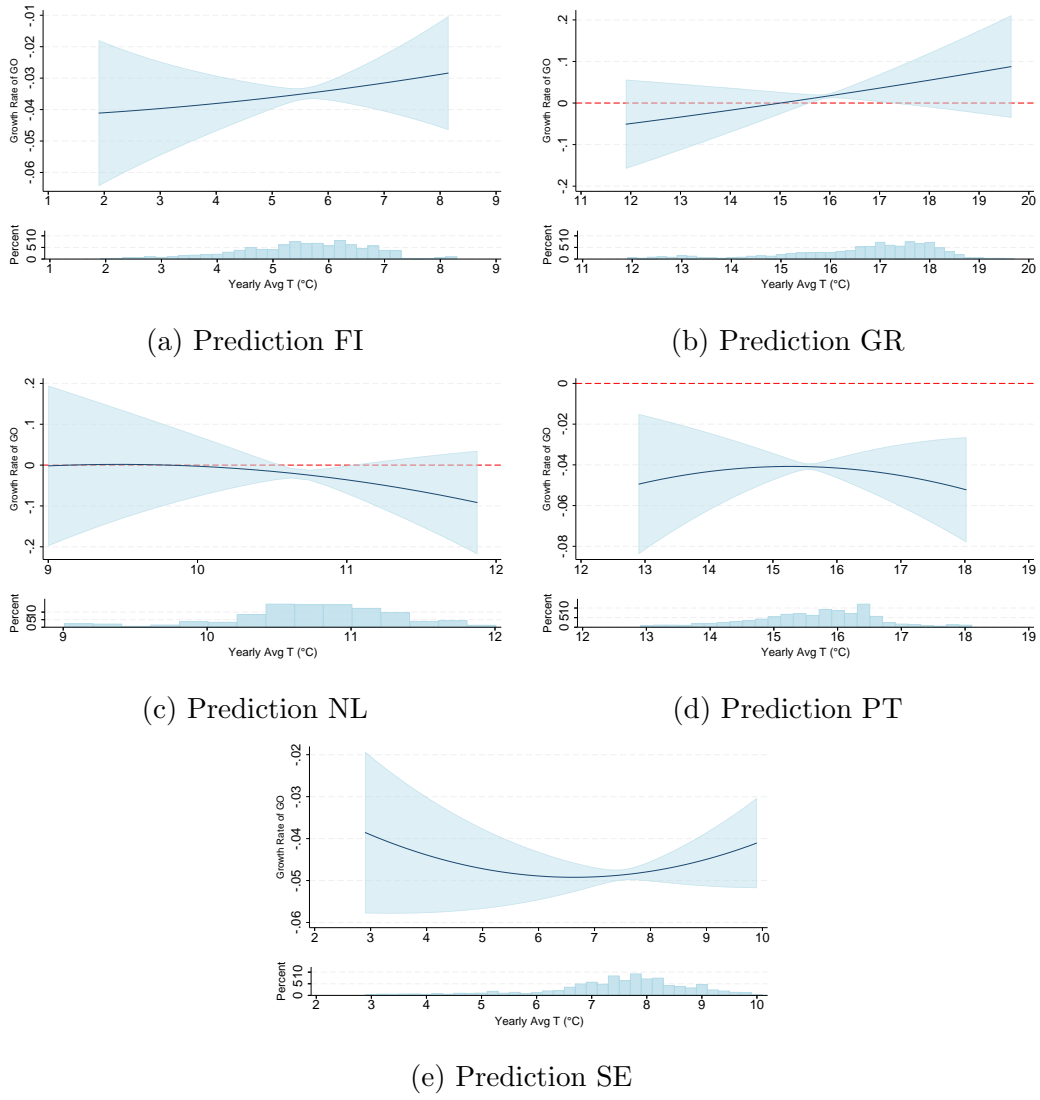 Growth Rate of GO
-.01
-.02
-.03
-.04
-.05
-.06
1 2 3 4 5 6 7 8 9
Percent
0 5 10
1 2 3 4 5 6 7 8 9
Yearly Avg T (°C)
(a) Prediction FI
Growth Rate of GO
.2
.1
0
-.1
-.2
11 12 13 14 15 16 17 18 19 20
Percent
0 5 10
11 12 13 14 15 16 17 18 19 20
Yearly Avg T (°C)
(b) Prediction GR
Growth Rate of GO
.2
.1
0
-.1
-.2
9 10 11 12
Percent
0 5 10
9 10 11 12
Yearly Avg T (°C)
(c) Prediction NL
Growth Rate of GO
0
-.02
-.04
-.06
-.08
12 13 14 15 16 17 18 19
Percent
0 5 10
12 13 14 15 16 17 18 19
Yearly Avg T (°C)
(d) Prediction PT
Growth Rate of GO
-.02
-.03
-.04
-.05
-.06
2 3 4 5 6 7 8 9 10
Percent
0 5 10
2 3 4 5 6 7 8 9 10
Yearly Avg T (°C)
(e) Prediction SE